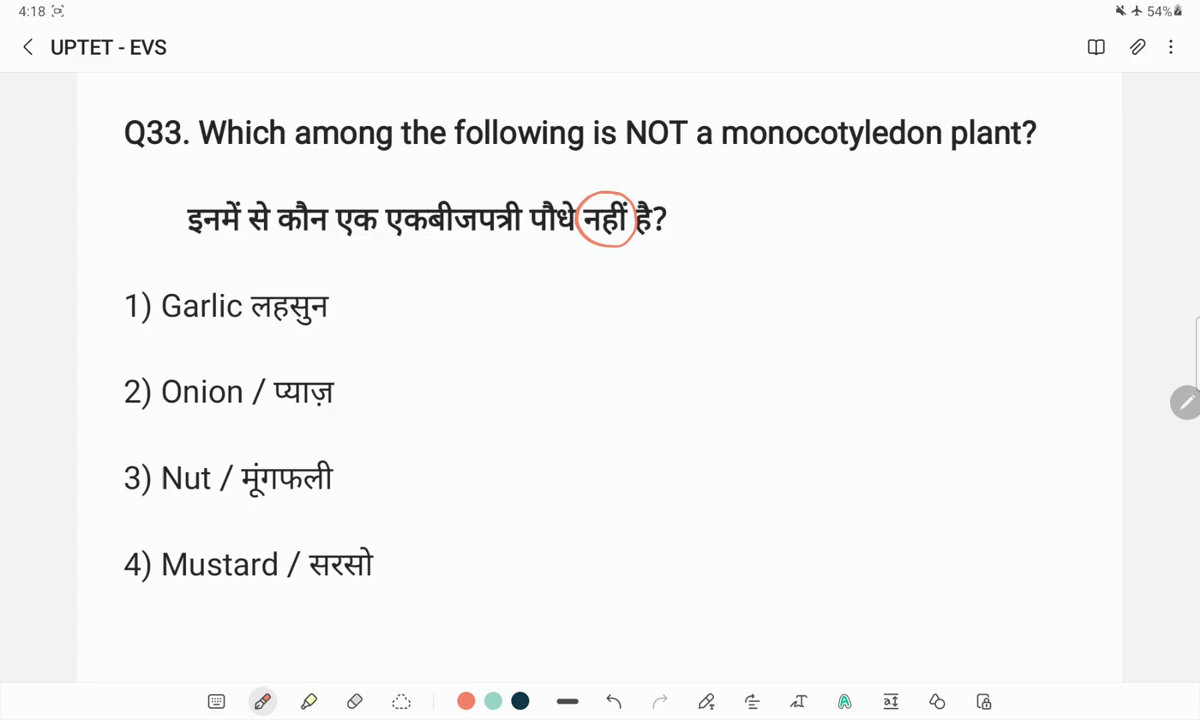 4:18
54%
UPTET - EVS
Q33. Which among the following is NOT a monocotyledon plant?
इनमें से कौन एक एकबीजपत्री पौधे नहीं है?
1) Garlic लहसुन
2) Onion / प्याज़
3) Nut / मूंगफली
4) Mustard / सरसो